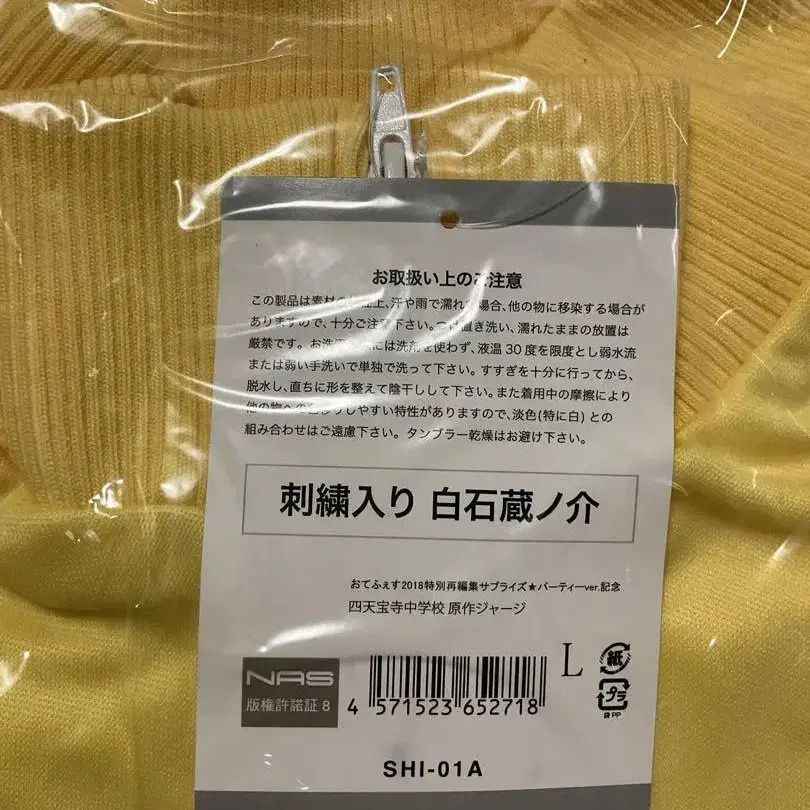 お取扱い上のご注意
この製品は素材の 上、汗や雨で濡れた場合、他の物に移染する場合が
ありますので、十分ご注意下さい。つけ置き洗い、濡れたままの放置は
厳禁です。お洗濯 には洗剤を使わず、液温30度を限度とし弱水流
または弱い手洗いで単独で洗って下さい。すすぎを十分に行ってから、
脱水し、直ちに形を整えて陰干しして下さい。また着用中の摩擦により
他の物への色移りしやすい特性がありますので、淡色(特に白)との
組み合わせはご遠慮下さい。タンブラー乾燥はお避け下さい。
刺繍入り 白石蔵ノ介
おてふぇす2018特別再編集サプライズ★パーティーver.記念
四天宝寺中学校 原作ジャージ
NAS
版権許諾証 8
4 571523 652718
L
紙
プラ
袋 PP
SHI-01A